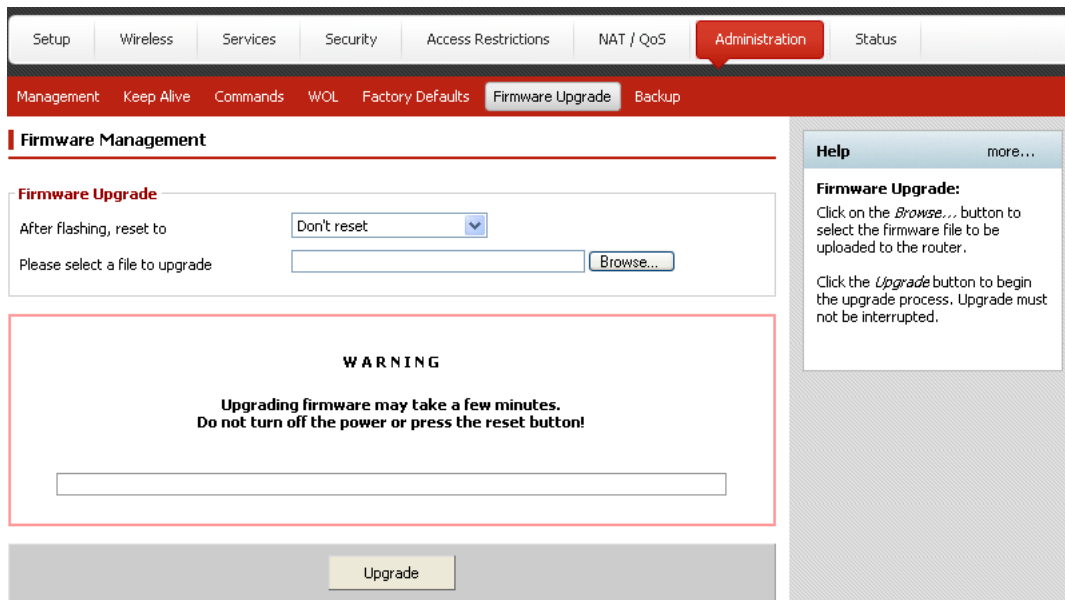 Setup Wireless Services Security Access Restrictions NAT / QoS Administration Status
Management Keep Alive Commands WOL Factory Defaults Firmware Upgrade Backup
Firmware Management
Firmware Upgrade
After flashing, reset to Don't reset
Please select a file to upgrade Browse...
WARNING
Upgrading firmware may take a few minutes.
Do not turn off the power or press the reset button!
Upgrade
Help more...
Firmware Upgrade:
Click on the Browse... button to
select the firmware file to be
uploaded to the router.
Click the Upgrade button to begin
the upgrade process. Upgrade must
not be interrupted.